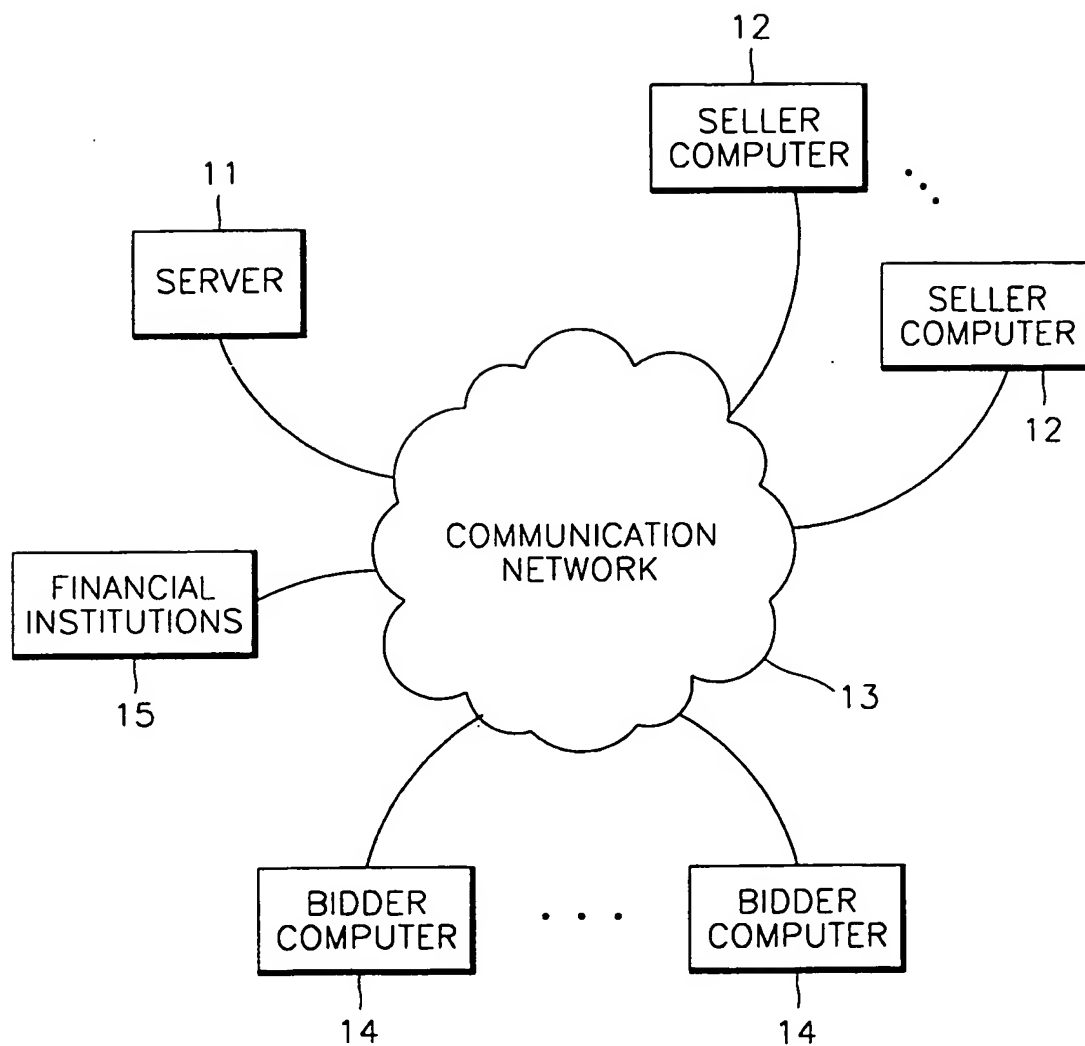 12
SELLER
COMPUTER
11
SERVER
SELLER
COMPUTER
12
COMMUNICATION
NETWORK
FINANCIAL
INSTITUTIONS
15
13
BIDDER
COMPUTER
. . .
BIDDER
COMPUTER
14
14